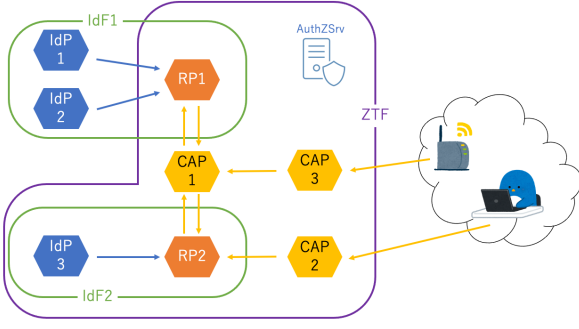 IdF1
AuthZSrv
IdP
1
IdP
2
RP1
ZTF
CAP
1
CAP
3
IdP
3
RP2
CAP
2
IdF2